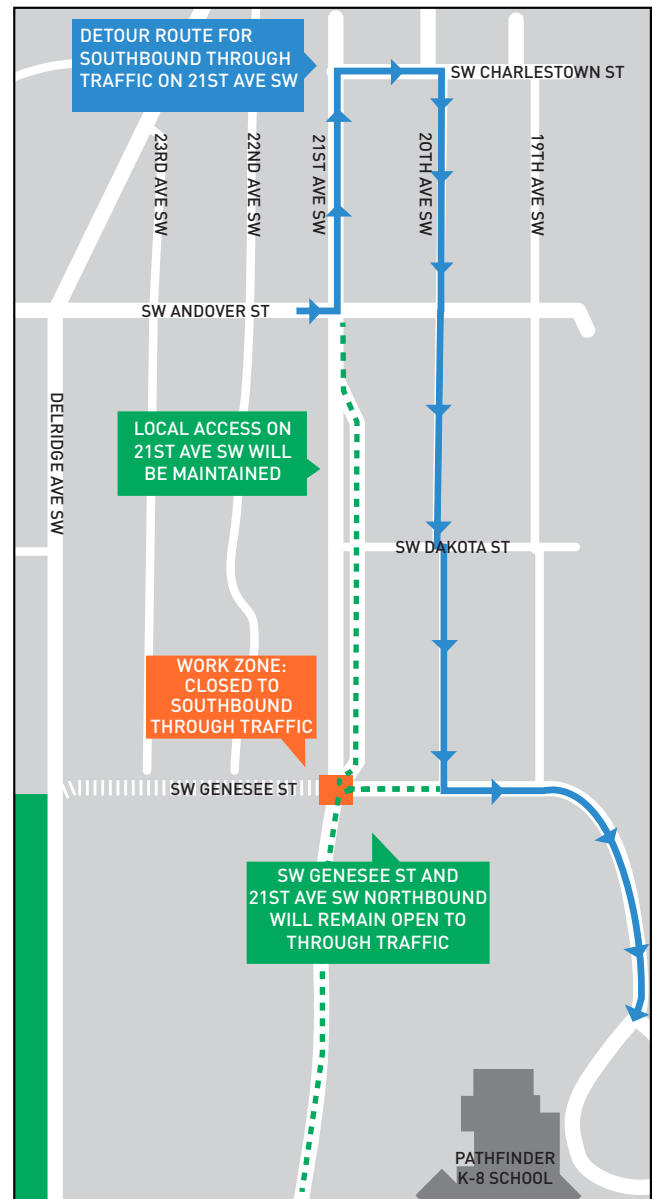 DETOUR ROUTE FOR
SOUTHBOUND THROUGH
TRAFFIC ON 21ST AVE SW
SW CHARLESTOWN ST
23RD AVE SW
22ND AVE SW
21ST AVE SW
20TH AVE SW
19TH AVE SW
SW ANDOVER ST
DELRIDGE AVE SW
LOCAL ACCESS ON
21ST AVE SW WILL
BE MAINTAINED
SW DAKOTA ST
WORK ZONE:
CLOSED TO
SOUTHBOUND
THROUGH TRAFFIC
SW GENESEE ST
SW GENESEE ST AND
21ST AVE SW NORTHBOUND
WILL REMAIN OPEN TO
THROUGH TRAFFIC
PATHFINDER
K-8 SCHOOL